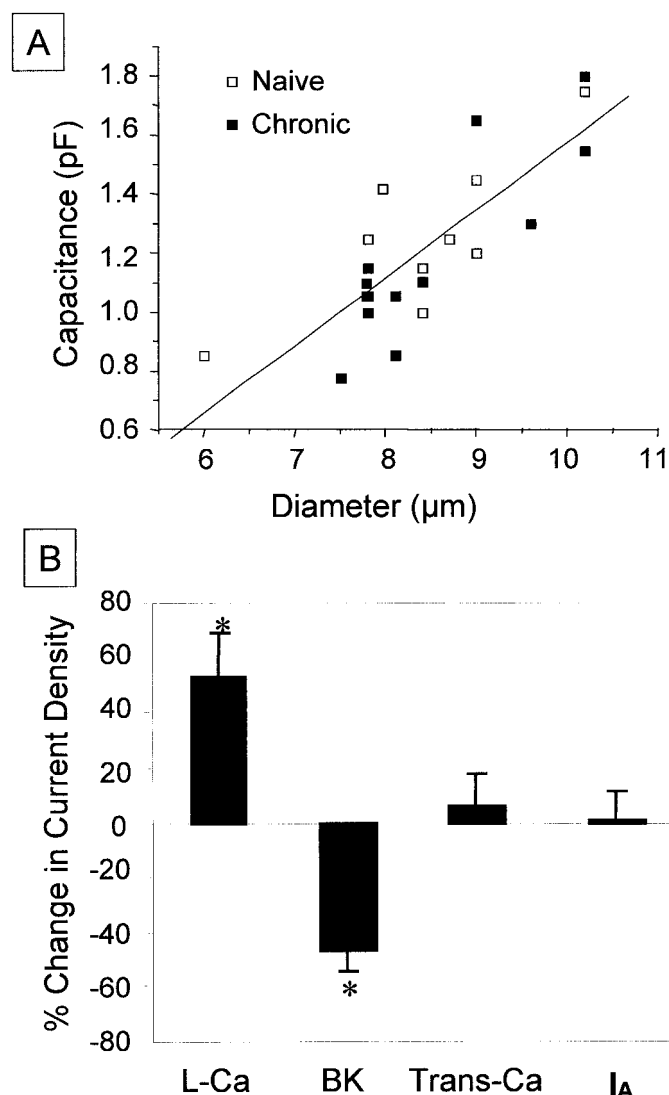 A
Capacitance (pF)
1.8
1.6
1.4
1.2
1.0
0.8
0.6
Naive
Chronic
6 7 8 9 10 11
Diameter (µm)
B
% Change in Current Density
80
60
40
20
0
-20
-40
-60
-80
*
*
L-Ca BK Trans-Ca IA